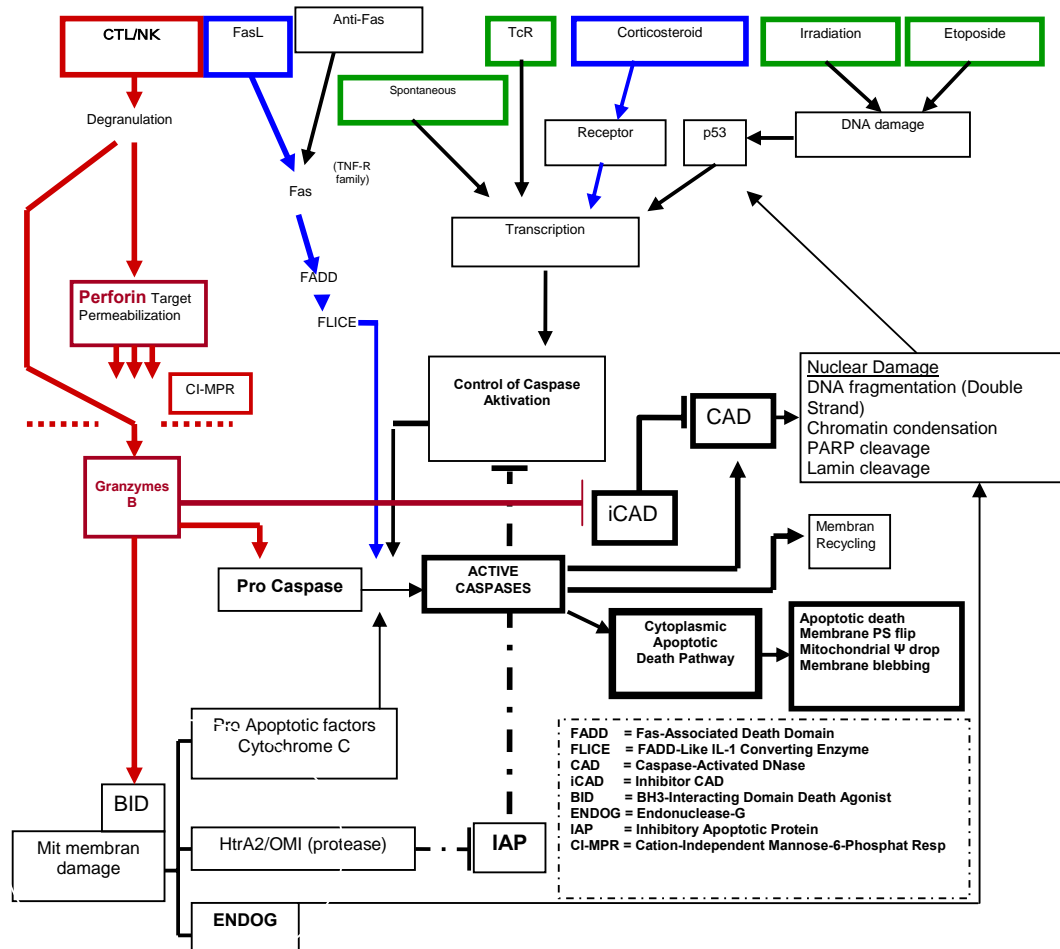 CTL/NK
FasL
Anti-Fas
TcR
Corticosteroid
Irradiation
Etoposide
Spontaneous
Degranulation
Receptor
p53
DNA damage
(TNF-R
family)
Fas
Transcription
FADD
Perforin Target
Permeabilization
FLICE
CI-MPR
Control of Caspase
Aktivation
CAD
Nuclear Damage
DNA fragmentation (Double
Strand)
Chromatin condensation
PARP cleavage
Lamin cleavage
Granzymes
B
iCAD
Membran
Recycling
Pro Caspase
ACTIVE
CASPASES
Cytoplasmic
Apoptotic
Death Pathway
Apoptotic death
Membrane PS flip
Mitochondrial Ψ drop
Membrane blebbing
Pro Apoptotic factors
Cytochrome C
BID
Mit membran
damage
HtrA2/OMI (protease)
IAP
ENDOG
FADD = Fas-Associated Death Domain
FLICE = FADD-Like IL-1 Converting Enzyme
CAD = Caspase-Activated DNase
iCAD = Inhibitor CAD
BID = BH3-Interacting Domain Death Agonist
ENDOG = Endonuclease-G
IAP = Inhibitory Apoptotic Protein
CI-MPR = Cation-Independent Mannose-6-Phosphat Resp